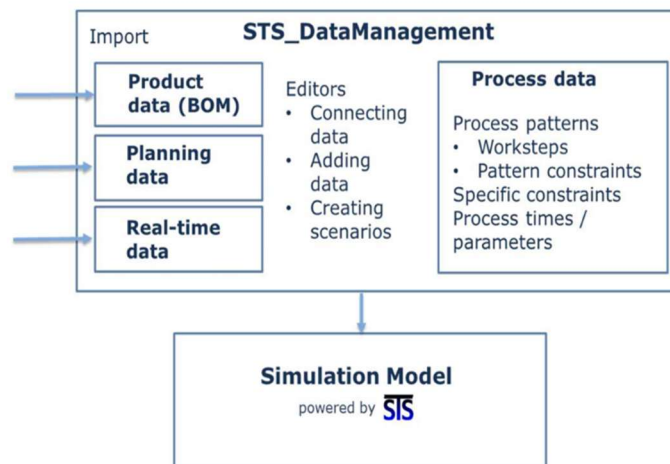 Import
STS_DataManagement
Product
data (BOM)
Planning
data
Real-time
data
Editors
• Connecting
data
• Adding
data
• Creating
scenarios
Process data
Process patterns
• Worksteps
• Pattern constraints
Specific constraints
Process times /
parameters
Simulation Model
powered by STS